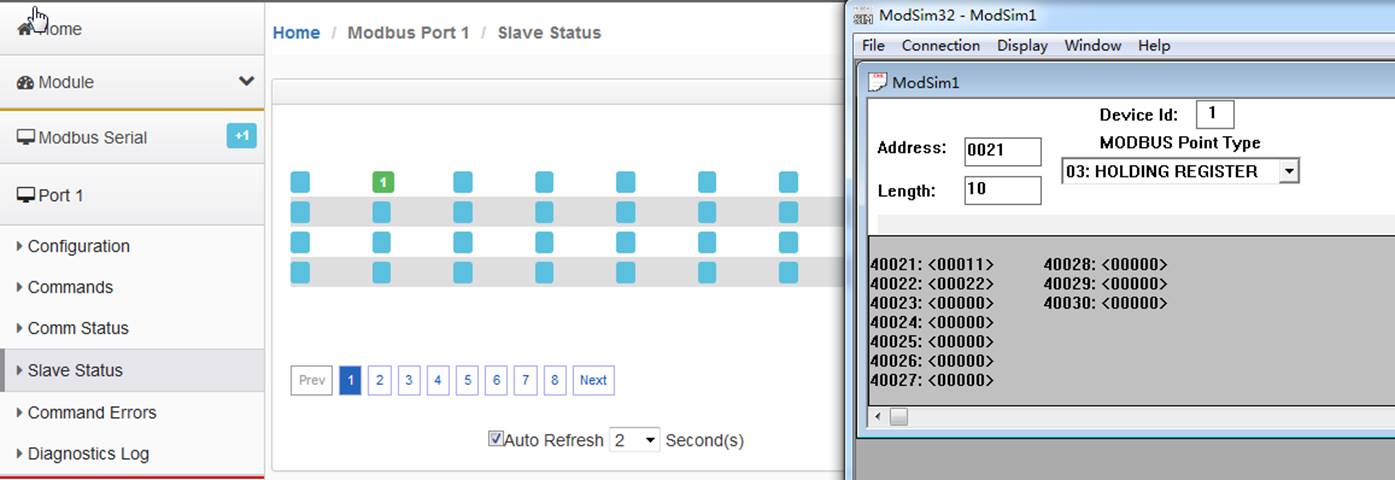 Home
Module
Modbus Serial +1
Port 1
Configuration
Commands
Comm Status
Slave Status
Command Errors
Diagnostics Log
Home / Modbus Port 1 / Slave Status
1
Prev 1 2 3 4 5 6 7 8 Next
Auto Refresh 2 Second(s)
ModSim32 - ModSim1
File Connection Display Window Help
ModSim1
Device Id: 1
Address: 0021
MODBUS Point Type
03: HOLDING REGISTER
Length: 10
40021: <00011> 40028: <00000>
40022: <00022> 40029: <00000>
40023: <00000> 40030: <00000>
40024: <00000>
40025: <00000>
40026: <00000>
40027: <00000>